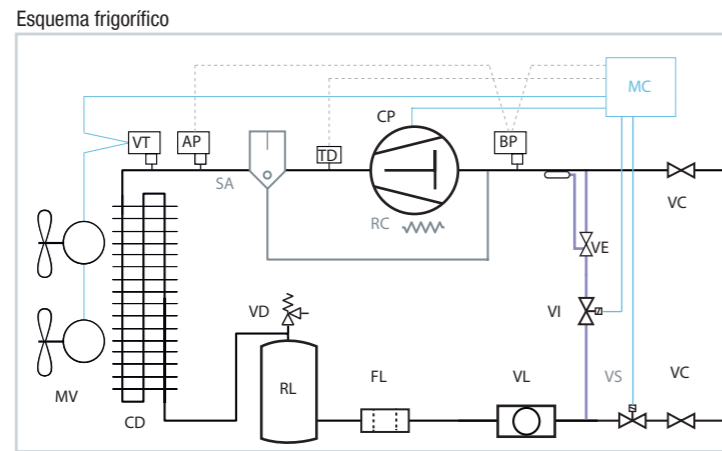 Esquema frigorífico
MC
CP
VT
AP
TD
BP
SA
VC
RC
VE
VD
VI
RL
FL
VL
VS
VC
MV
CD